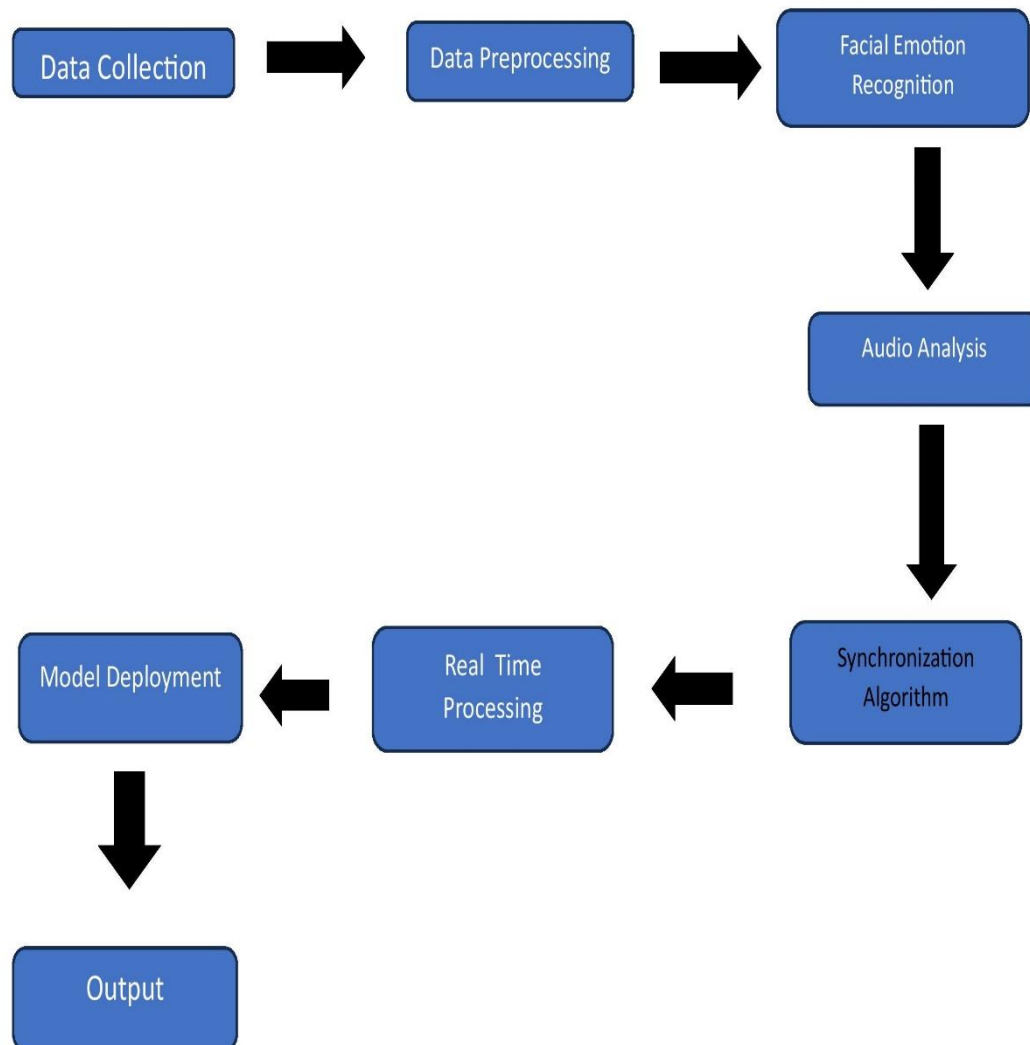 Data Collection
Data Preprocessing
Facial Emotion
Recognition
Audio Analysis
Synchronization
Algorithm
Real Time
Processing
Model Deployment
Output